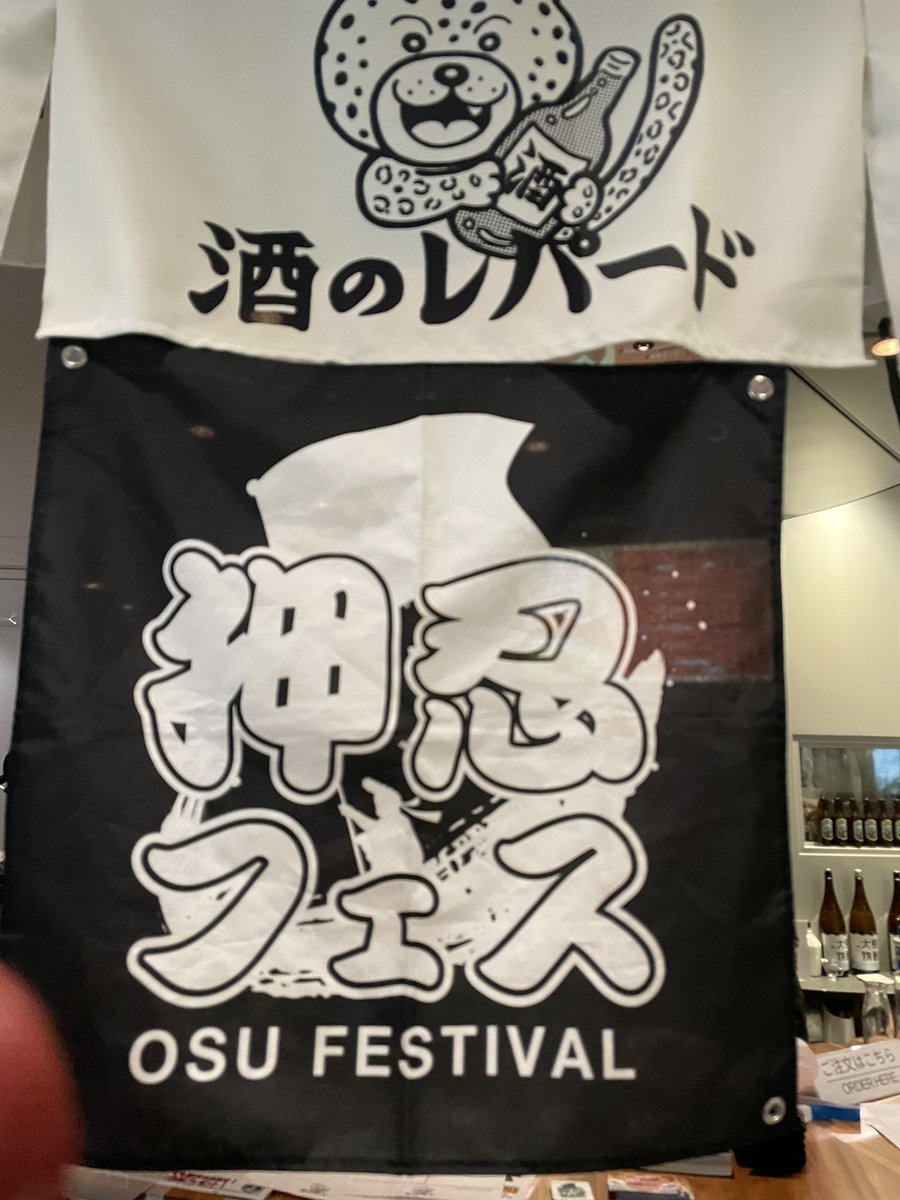 酒
酒のレパード
押忍
フェス
OSU FESTIVAL
ご注文はこちら
ORDER HERE